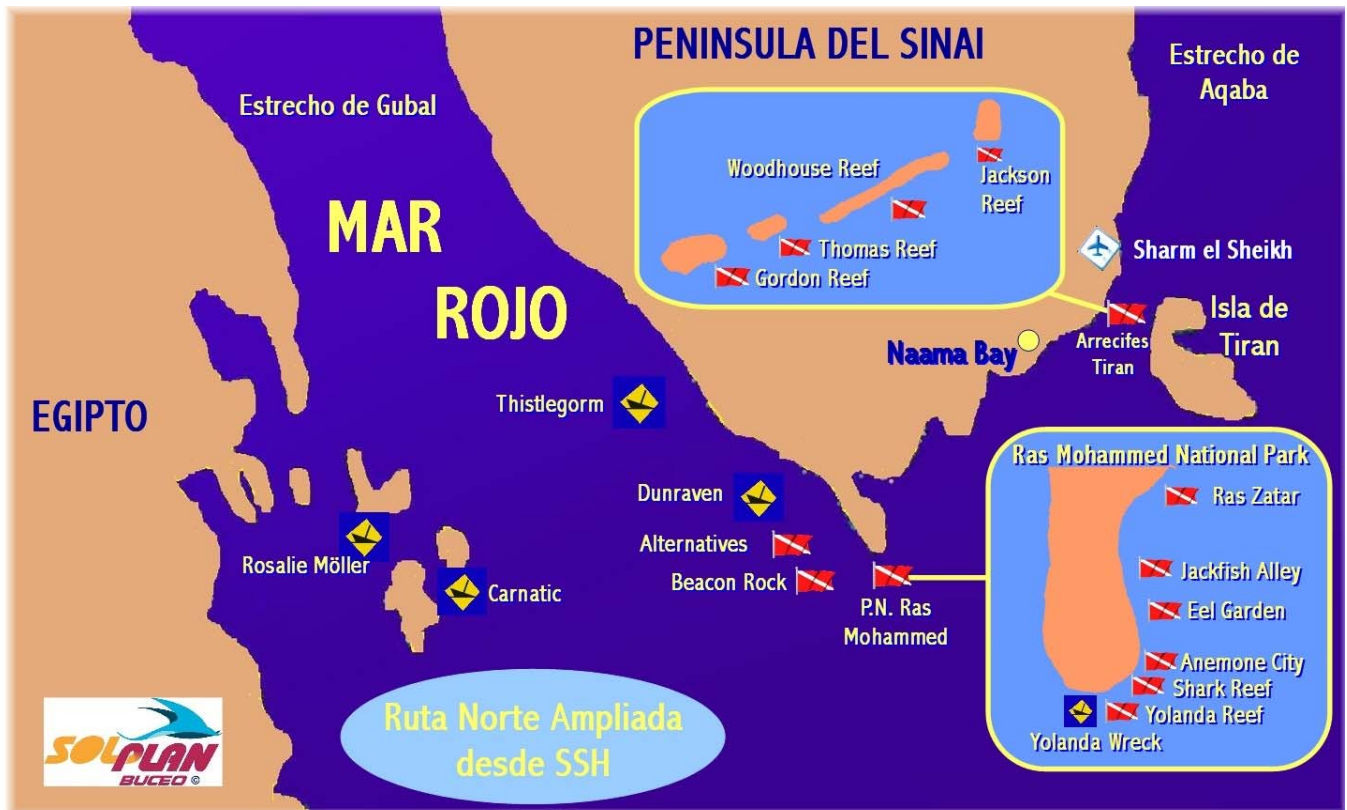 PENINSULA DEL SINAI
Estrecho de
Aqaba
Estrecho de Gubal
MAR
ROJO
EGIPTO
Woodhouse Reef
Jackson
Reef
Thomas Reef
Gordon Reef
Sharm el Sheikh
Isla de
Tiran
Arrecifes
Tiran
Naama Bay
Thistlegorm
Dunraven
Alternatives
Beacon Rock
P.N. Ras
Mohammed
Rosalie Möller
Carnatic
Ras Mohammed National Park
Ras Zatar
Jackfish Alley
Eel Garden
Anemone City
Shark Reef
Yolanda Reef
Yolanda Wreck
Ruta Norte Ampliada
desde SSH
SOLPLAN
BUCEO ©